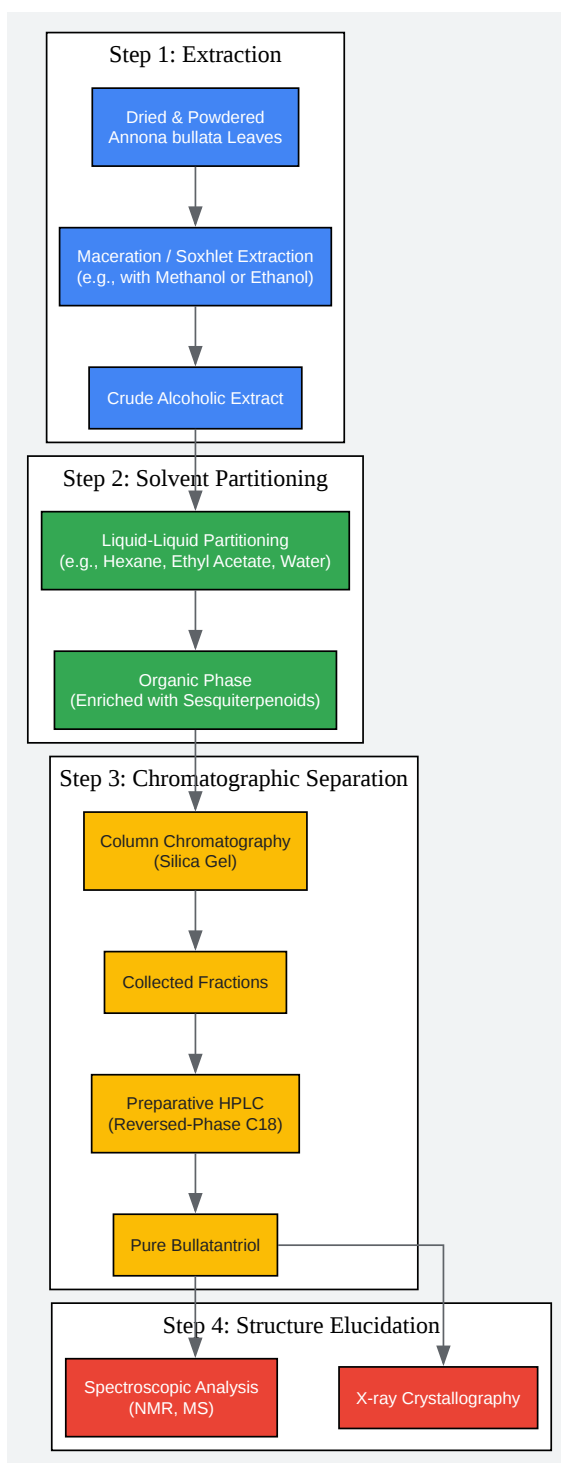 Step 1: Extraction
Dried & Powdered
Annona bullata Leaves
Maceration / Soxhlet Extraction
(e.g., with Methanol or Ethanol)
Crude Alcoholic Extract
Step 2: Solvent Partitioning
Liquid-Liquid Partitioning
(e.g., Hexane, Ethyl Acetate, Water)
Organic Phase
(Enriched with Sesquiterpenoids)
Step 3: Chromatographic Separation
Column Chromatography
(Silica Gel)
Collected Fractions
Preparative HPLC
(Reversed-Phase C18)
Pure Bullatantriol
Step 4: Structure Elucidation
Spectroscopic Analysis
(NMR, MS)
X-ray Crystallography